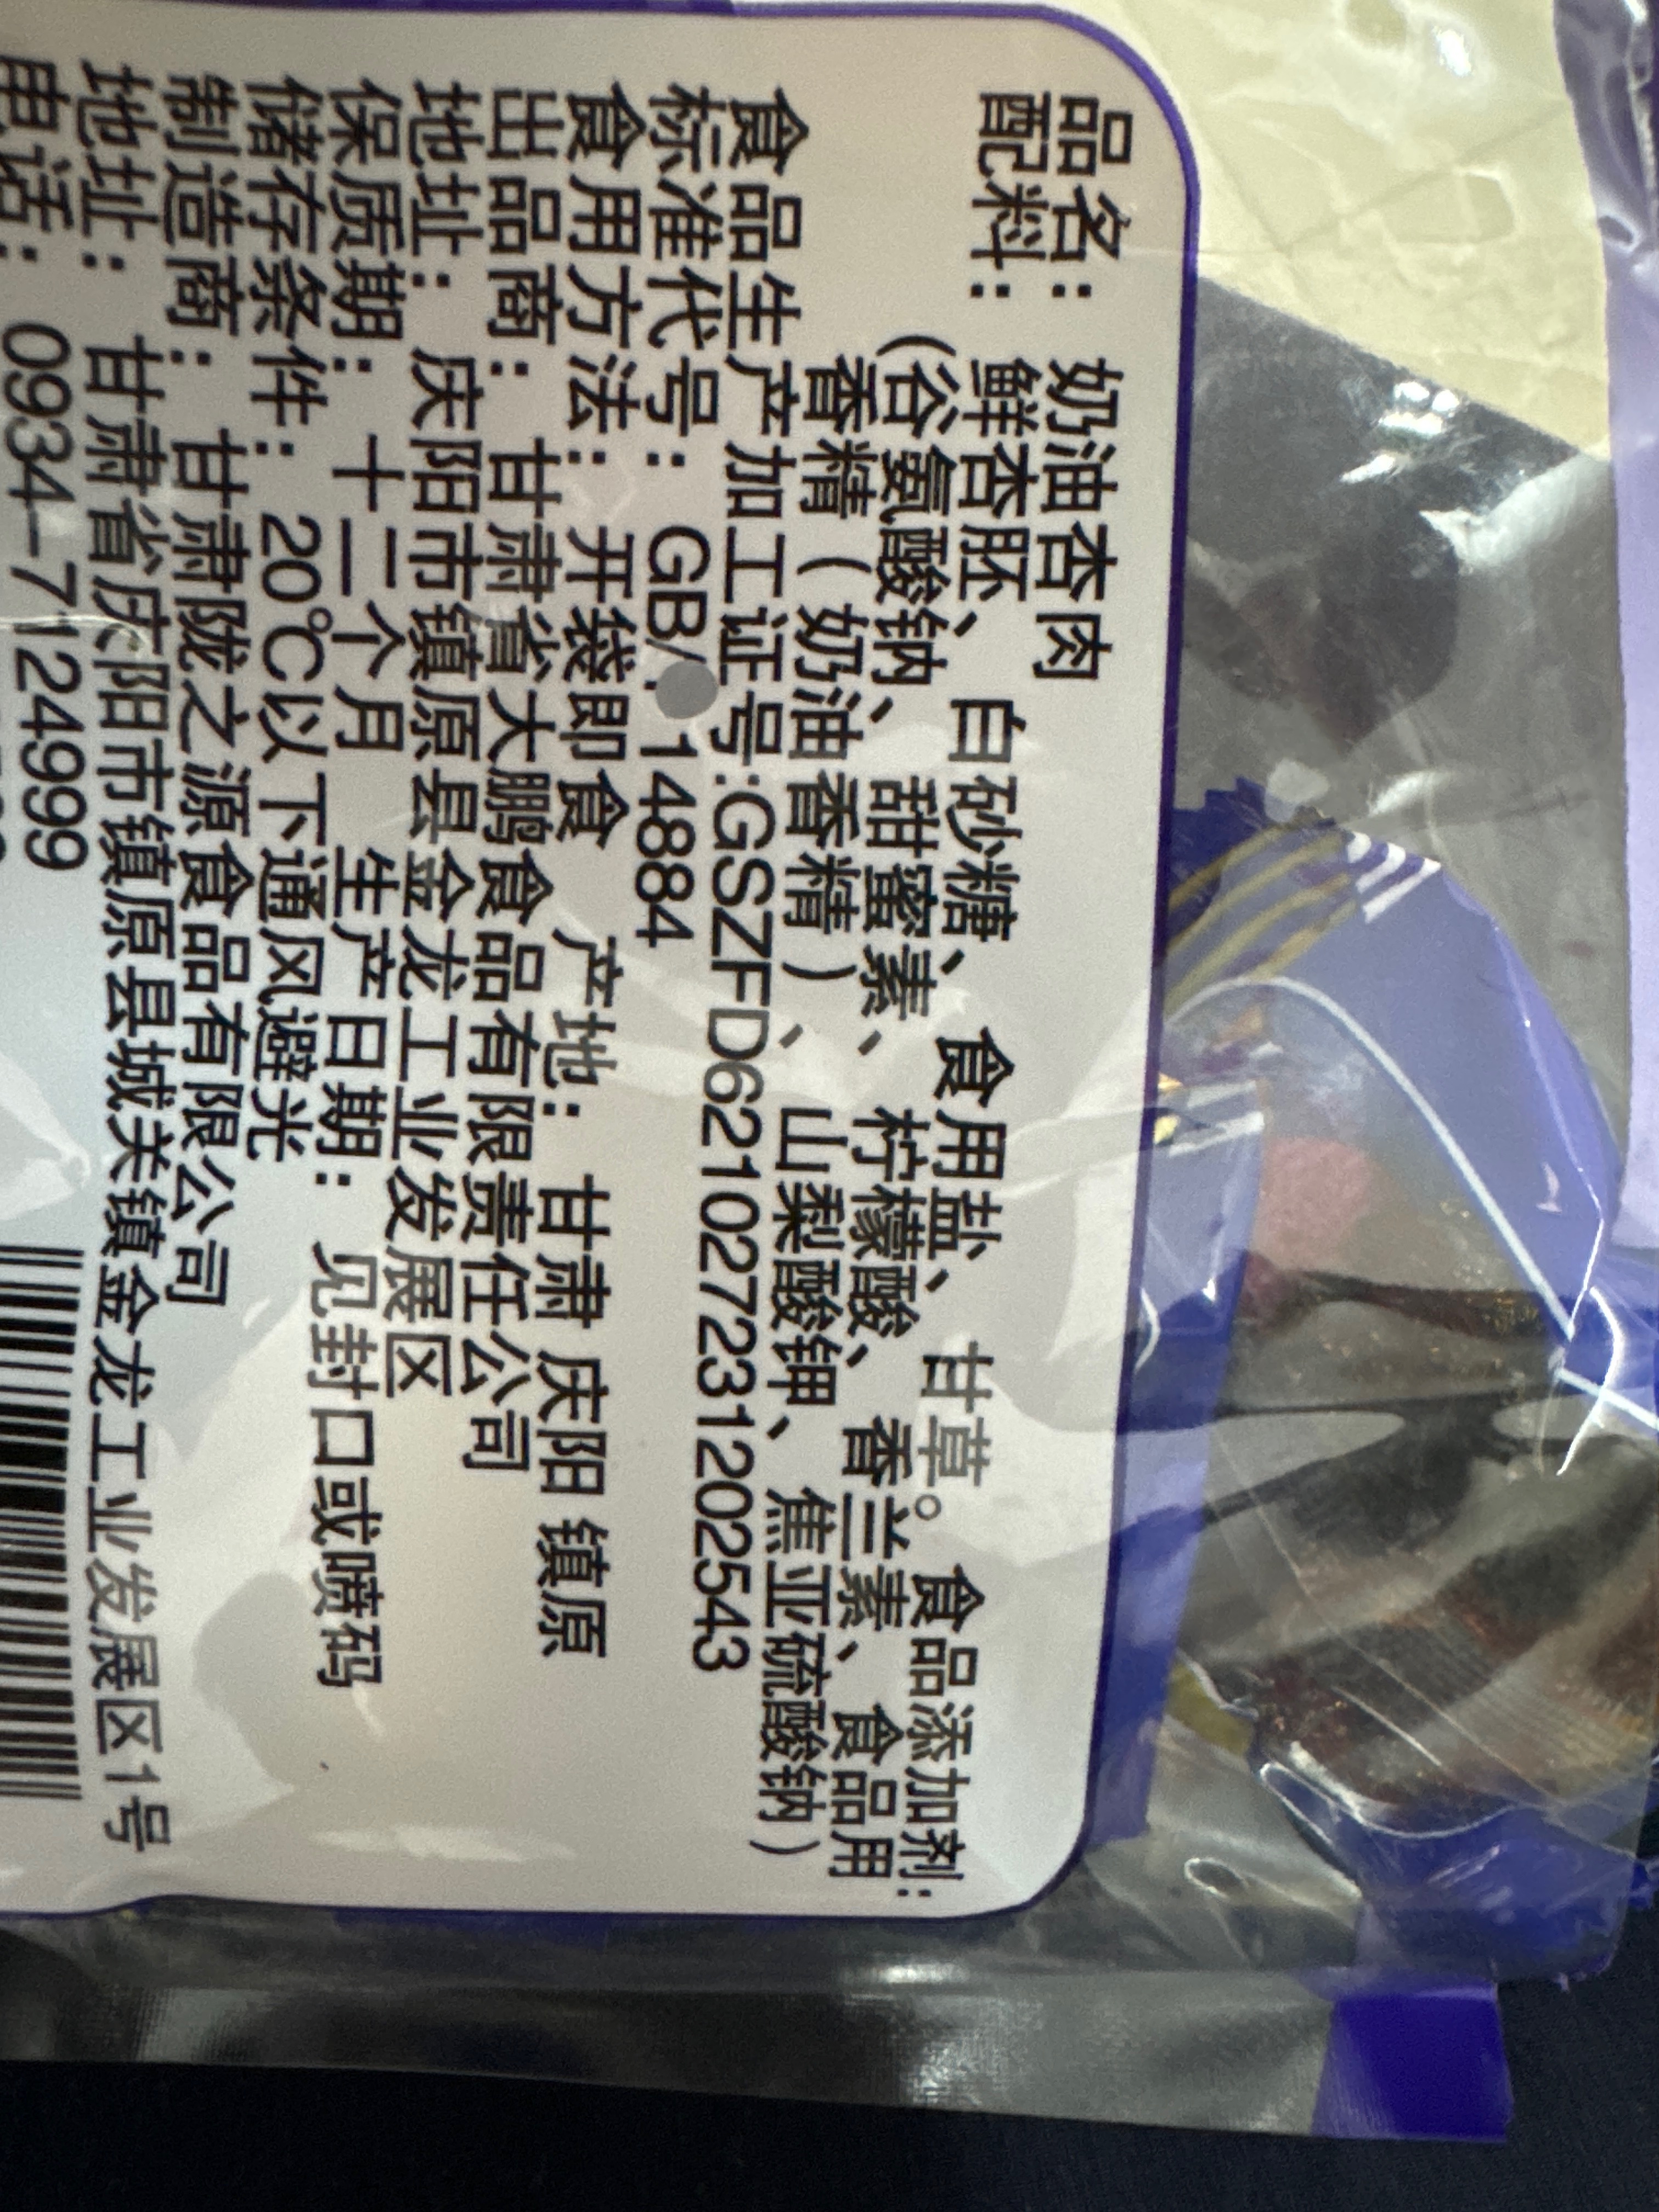 品名： 奶油杏肉
配料： 鲜杏胚、白砂糖、食用盐、甘草。食品添加剂：
(谷氨酸钠、甜蜜素、柠檬酸、香兰素、食品用
香精（奶油香精）、山梨酸钾、焦亚硫酸钠）
食品生产加工证号:GSZFD621027231202543
标准代号：GB/ 14884
食用方法：开袋即食 产地：甘肃 庆阳 镇原
出品商：甘肃省大鹏食品有限责任公司
地址：庆阳市镇原县金龙工业发展区
保质期：十二个月 生产日期：见封口或喷码
储存条件：20℃以下通风避光
制造商：甘肃陇之源食品有限公司
地址：甘肃省庆阳市镇原县城关镇金龙工业发展区1号
电话：0934-7124999